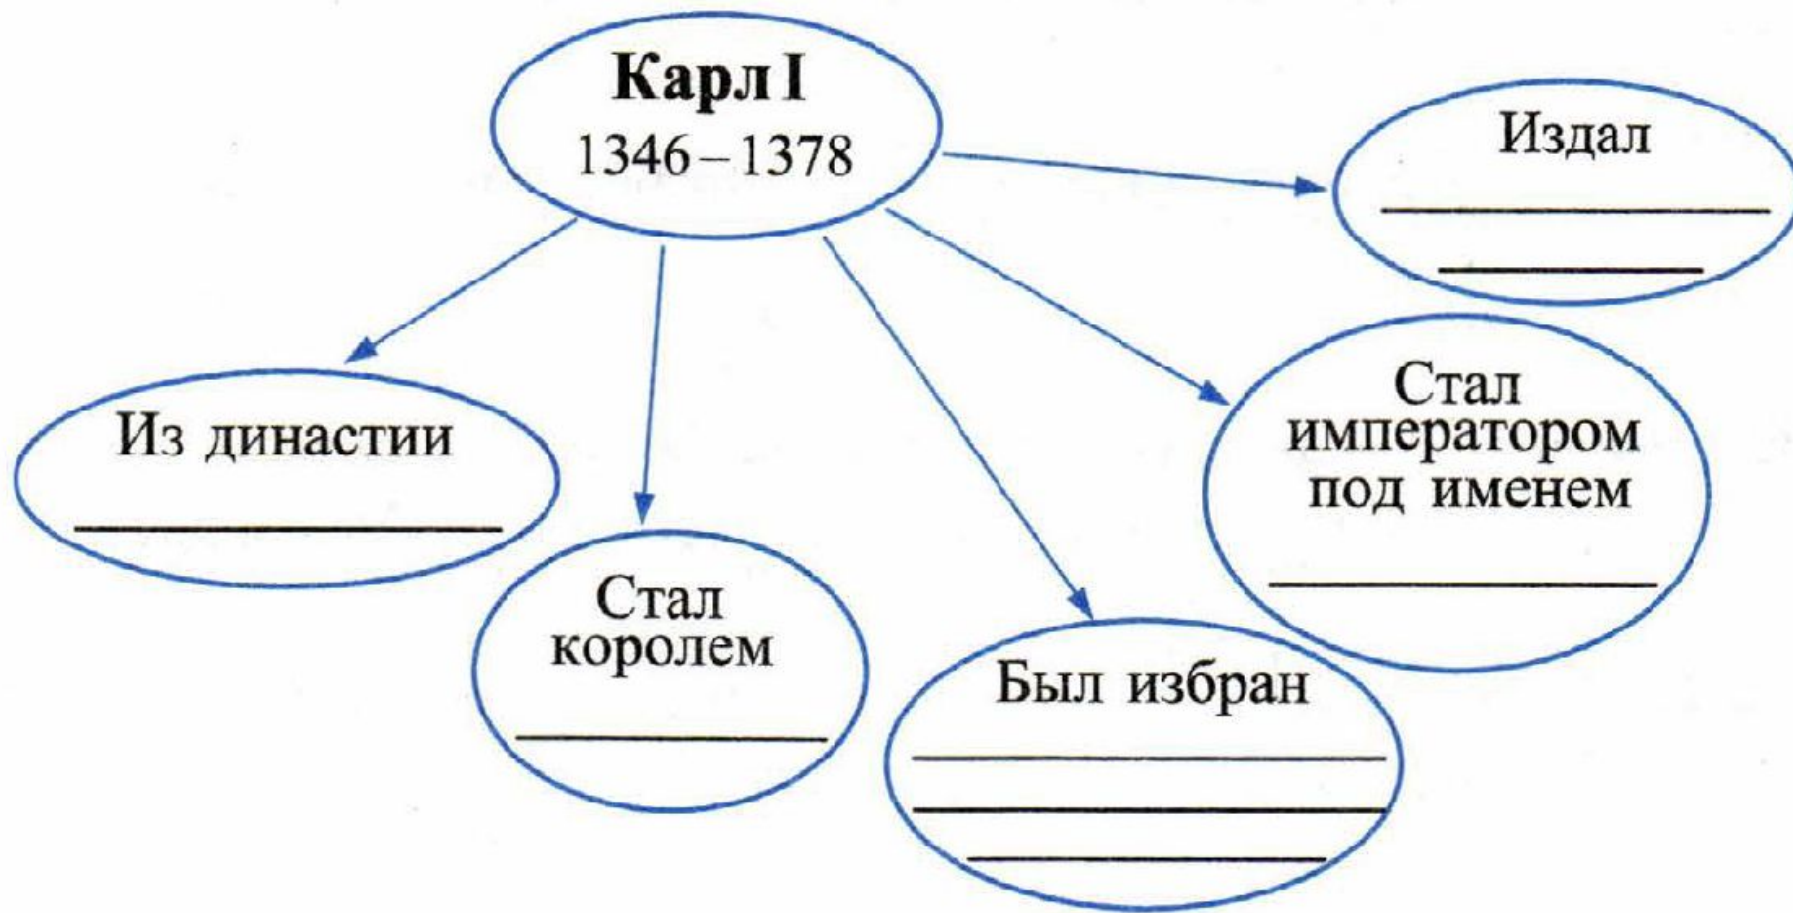 Карл I
1346–1378
Издал
Стал
императором
под именем
Из династии
Стал
королем
Был избран